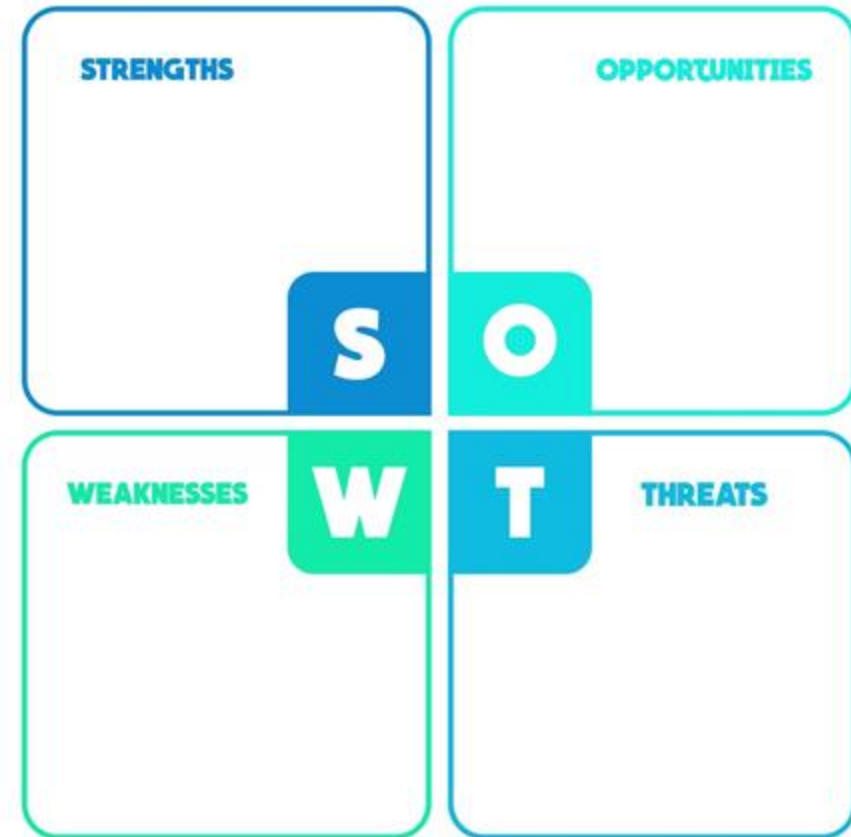 STRENGTHS
OPPORTUNITIES
S
O
W
T
WEAKNESSES
THREATS